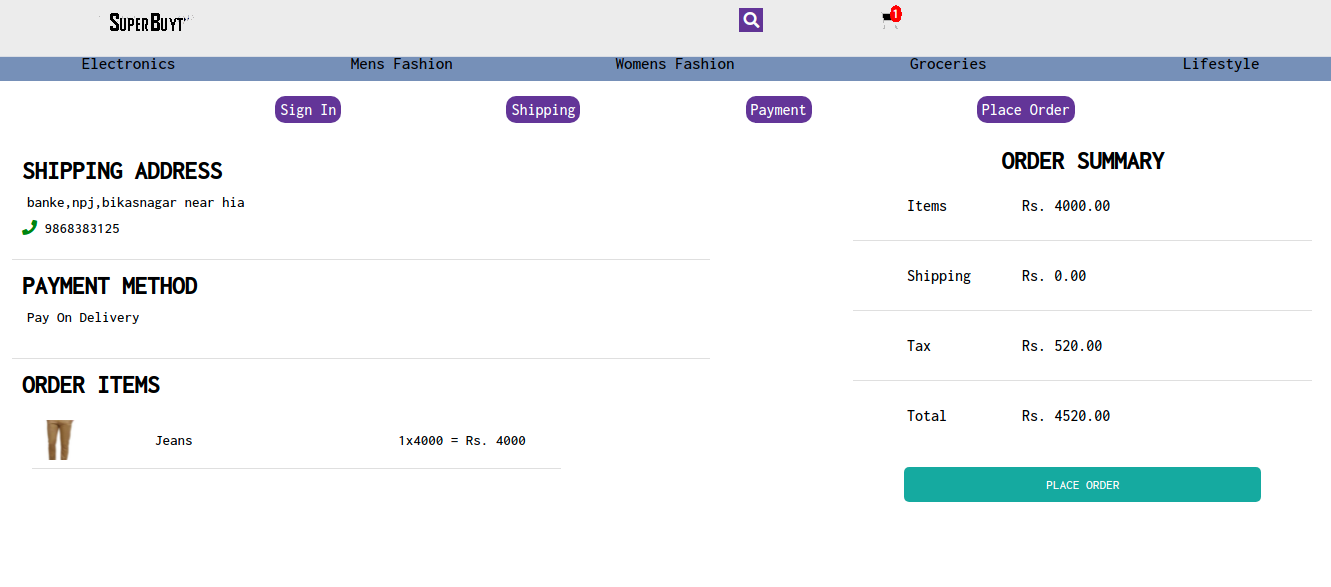 SUPERBUYT
1
Electronics Mens Fashion Womens Fashion Groceries Lifestyle
Sign In Shipping Payment Place Order
SHIPPING ADDRESS
banke,npj,bikasnagar near hia
9868383125
PAYMENT METHOD
Pay On Delivery
ORDER ITEMS
Jeans 1x4000 = Rs. 4000
ORDER SUMMARY
Items Rs. 4000.00
Shipping Rs. 0.00
Tax Rs. 520.00
Total Rs. 4520.00
PLACE ORDER